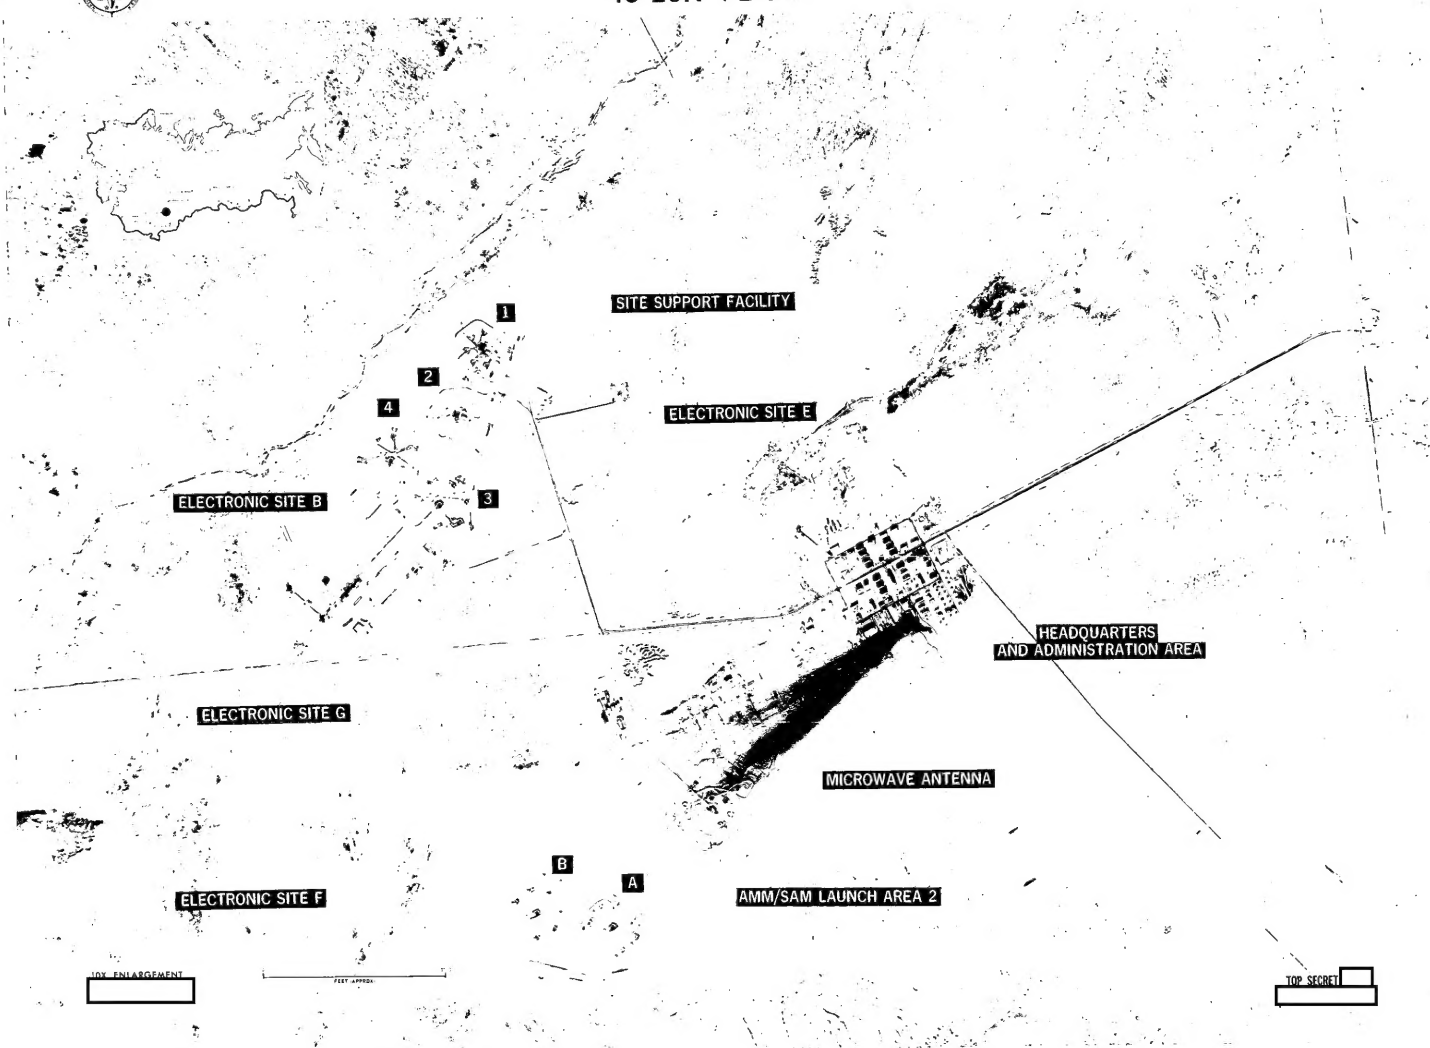 1
SITE SUPPORT FACILITY
2
4
ELECTRONIC SITE E
ELECTRONIC SITE B
3
HEADQUARTERS
AND ADMINISTRATION AREA
ELECTRONIC SITE G
MICROWAVE ANTENNA
B
A
ELECTRONIC SITE F
AMM/SAM LAUNCH AREA 2
10X ENLARGEMENT
FEET (APPROX)
TOP SECRET